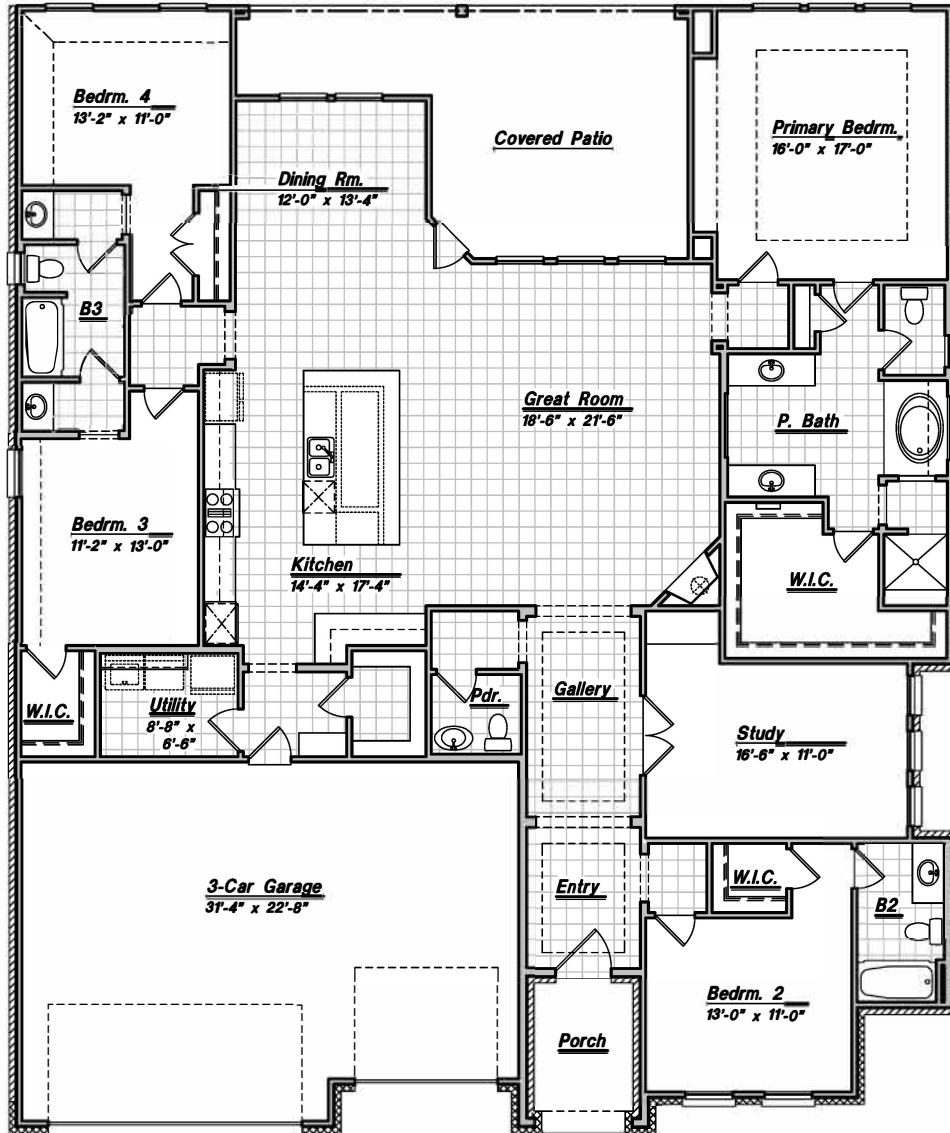 Bedrm. 4
13'-2" x 11'-0"
Covered Patio
Primary Bedrm.
16'-0" x 17'-0"
Dining Rm.
12'-0" x 13'-4"
B3
Great Room
18'-6" x 21'-6"
P. Bath
Bedrm. 3
11'-2" x 13'-0"
Kitchen
14'-4" x 17'-4"
W.I.C.
W.I.C.
Utility
8'-8" x
6'-6"
Pdr.
Gallery
Study
16'-6" x 11'-0"
3-Car Garage
31'-4" x 22'-8"
Entry
W.I.C.
B2
Bedrm. 2
13'-0" x 11'-0"
Porch